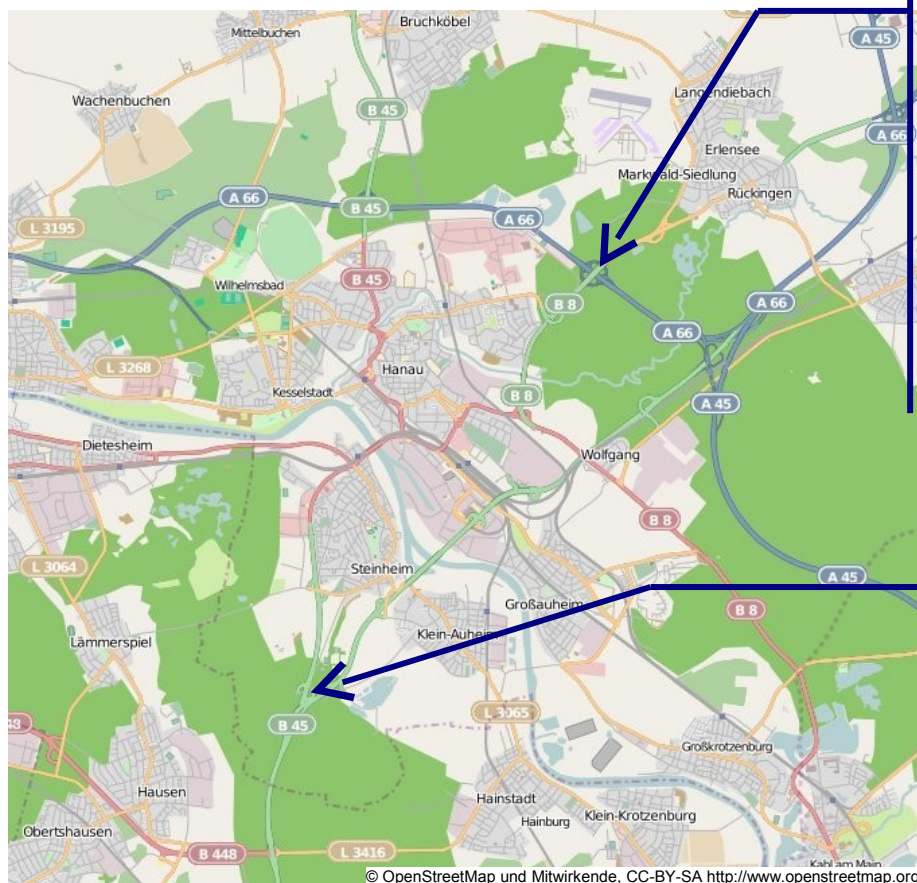 Bruchköbel
Mittelbuchen
A 45
Wachenbuchen
B 45
Langendiebach
A 66
Erlensee
Markwald-Siedlung
Rückingen
A 66
B 45
A 66
L 3195
B 45
Wilhelmsbad
B 8
A 66
A 66
L 3268
Hanau
Kesselstadt
B 8
A 45
Dietesheim
Wolfgang
B 8
L 3064
Steinheim
A 45
Großauheim
B 8
Klein-Auheim
Lämmerspiel
L 3065
48
B 45
Großkrotzenburg
Hausen
Hainstadt
Hainburg
Klein-Krotzenburg
Obertshausen
B 448
L 3416
Kahl am Main
© OpenStreetMap und Mitwirkende, CC-BY-SA http://www.openstreetmap.org